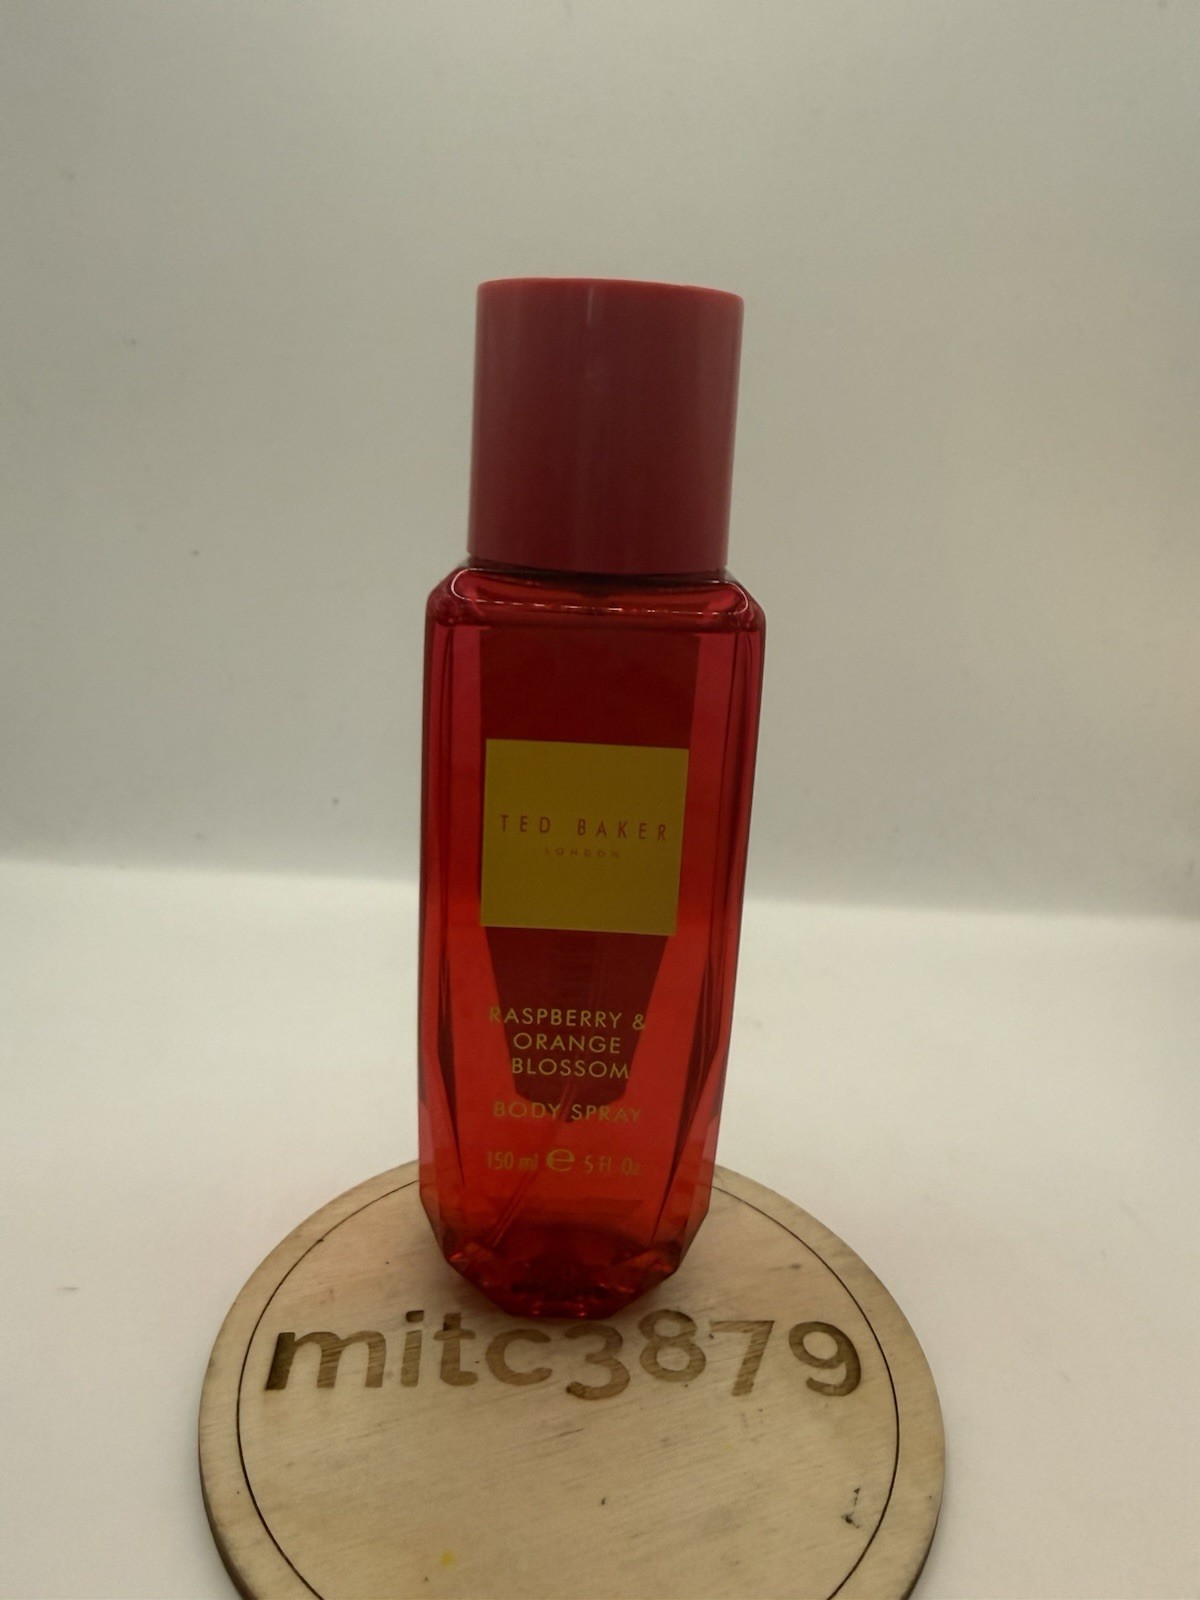 TED BAKER
LONDON
RASPBERRY &
ORANGE
BLOSSOM
BODY SPRAY
150 ml ℮ 5 Fl. Oz
mitc3879